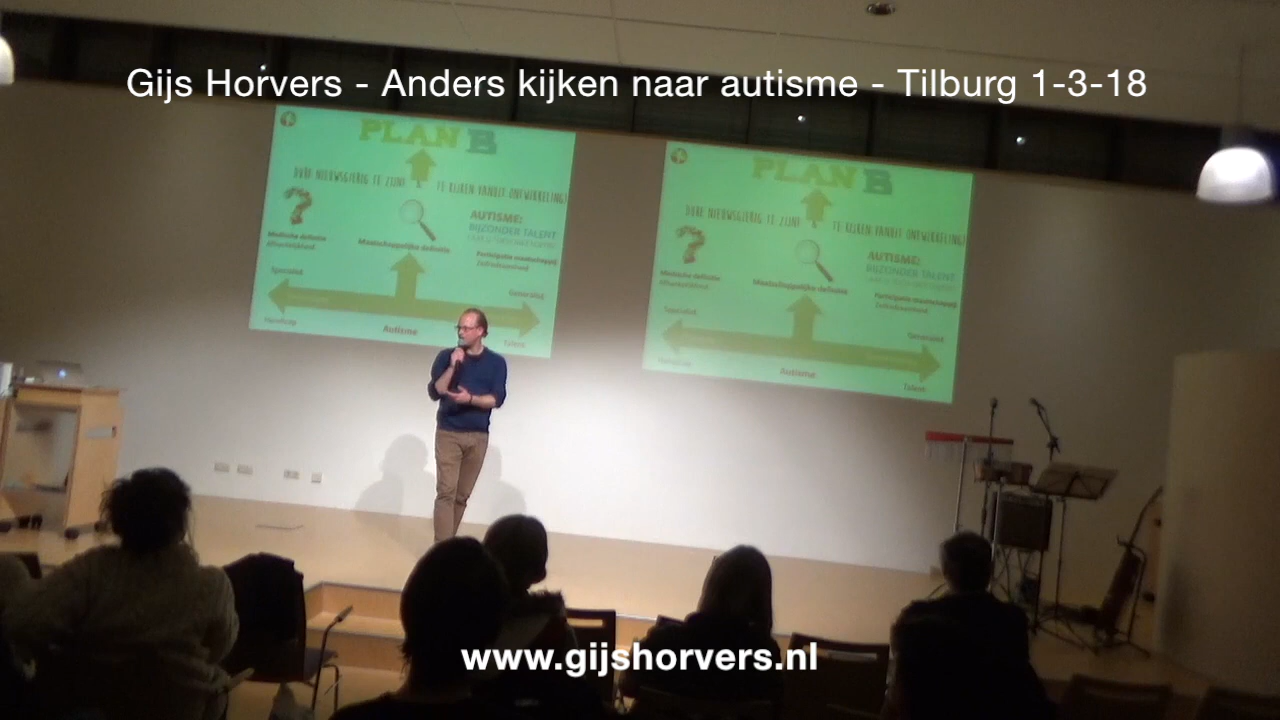 Gijs Horvers - Anders kijken naar autisme - Tilburg 1-3-18
PLAN B
DOOR NIEUWSGIERIG TE ZIJN! TE KIJKEN VANUIT ONTWIKKELING!
AUTISME:
BIJZONDER TALENT
Medische definitie
Maatschappelijke definitie
Participatie maatschappij
Zelfredzaamheid
Specialist
Generalist
Autisme
Talent
PLAN B
DOOR NIEUWSGIERIG TE ZIJN! TE KIJKEN VANUIT ONTWIKKELING!
AUTISME:
BIJZONDER TALENT
Medische definitie
Maatschappelijke definitie
Participatie maatschappij
Zelfredzaamheid
Specialist
Generalist
Autisme
Talent
www.gijshorvers.nl